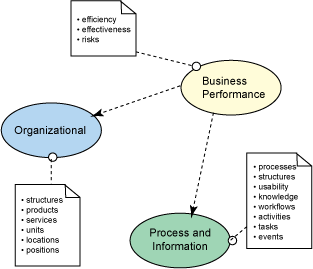 • efficiency
• effectiveness
• risks
Business
Performance
Organizational
• structures
• products
• services
• units
• locations
• positions
Process and
Information
• processes
• structures
• usability
• knowledge
• workflows
• activities
• tasks
• events